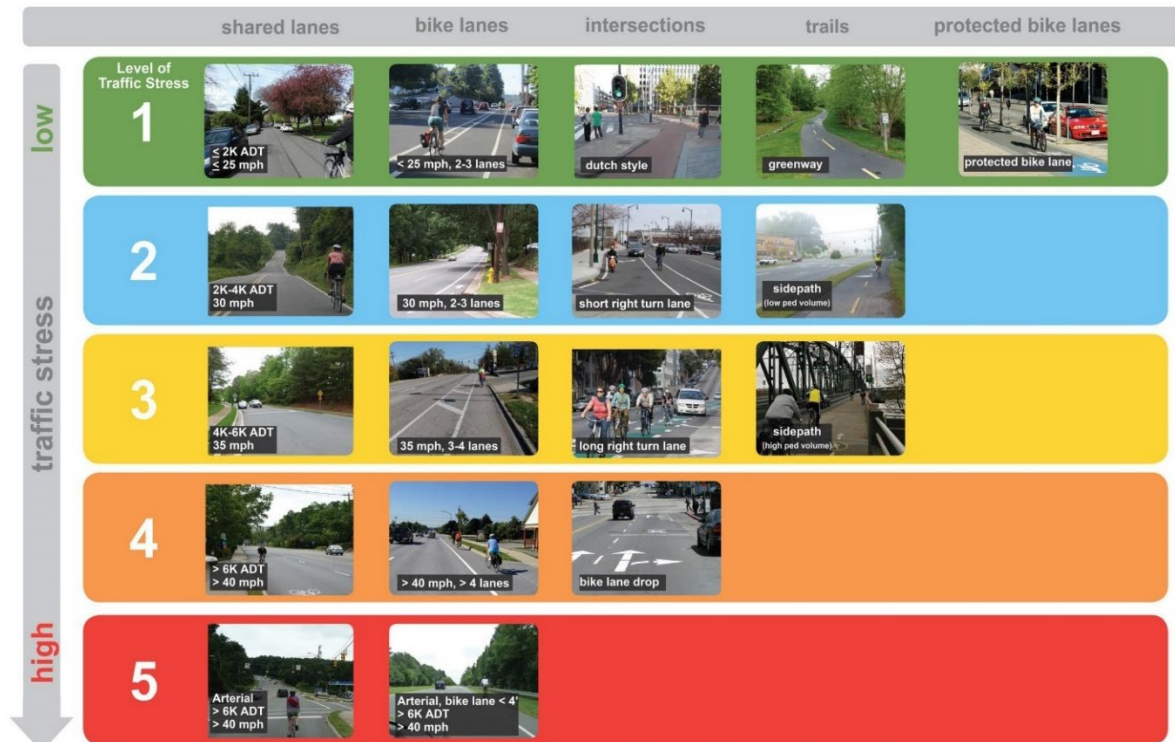 shared lanes bike lanes intersections trails protected bike lanes
low
traffic stress
high
Level of
Traffic Stress
1
≤ 2K ADT
≤ 25 mph
< 25 mph, 2-3 lanes
dutch style
greenway
protected bike lane
2
2K-4K ADT
30 mph
30 mph, 2-3 lanes
short right turn lane
sidepath
(low ped volume)
3
4K-6K ADT
35 mph
35 mph, 3-4 lanes
long right turn lane
sidepath
(high ped volume)
4
> 6K ADT
> 40 mph
> 40 mph, > 4 lanes
bike lane drop
5
Arterial
> 6K ADT
> 40 mph
Arterial, bike lane < 4'
> 6K ADT
> 40 mph